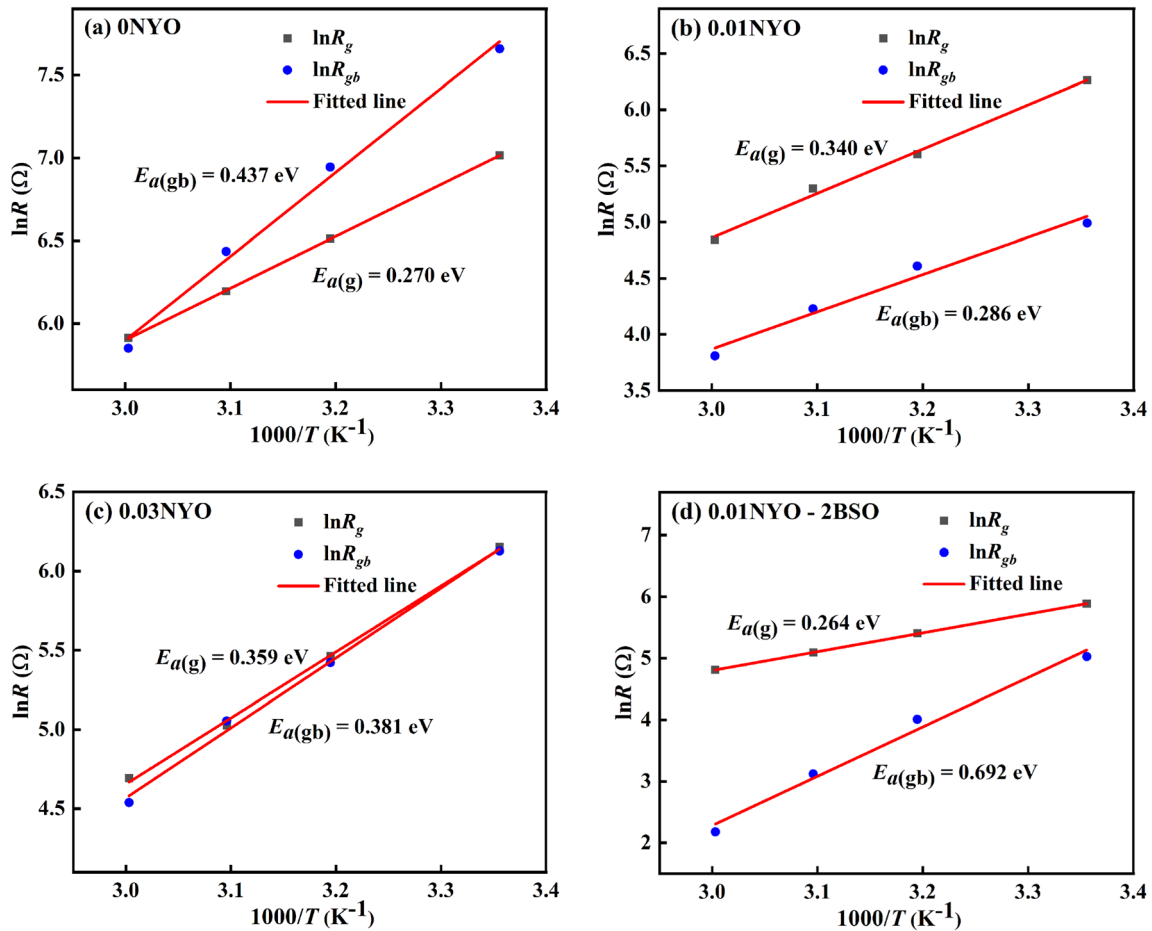 (a) 0NYO
lnRg
lnRgb
Fitted line
Ea(gb) = 0.437 eV
Ea(g) = 0.270 eV
7.5
7.0
6.5
6.0
lnR (Ω)
3.0 3.1 3.2 3.3 3.4
1000/T (K-1)
(b) 0.01NYO
lnRg
lnRgb
Fitted line
Ea(g) = 0.340 eV
Ea(gb) = 0.286 eV
6.5
6.0
5.5
5.0
4.5
4.0
3.5
lnR (Ω)
3.0 3.1 3.2 3.3 3.4
1000/T (K-1)
(c) 0.03NYO
lnRg
lnRgb
Fitted line
Ea(g) = 0.359 eV
Ea(gb) = 0.381 eV
6.5
6.0
5.5
5.0
4.5
lnR (Ω)
3.0 3.1 3.2 3.3 3.4
1000/T (K-1)
(d) 0.01NYO - 2BSO
lnRg
lnRgb
Fitted line
Ea(g) = 0.264 eV
Ea(gb) = 0.692 eV
7
6
5
4
3
2
lnR (Ω)
3.0 3.1 3.2 3.3 3.4
1000/T (K-1)